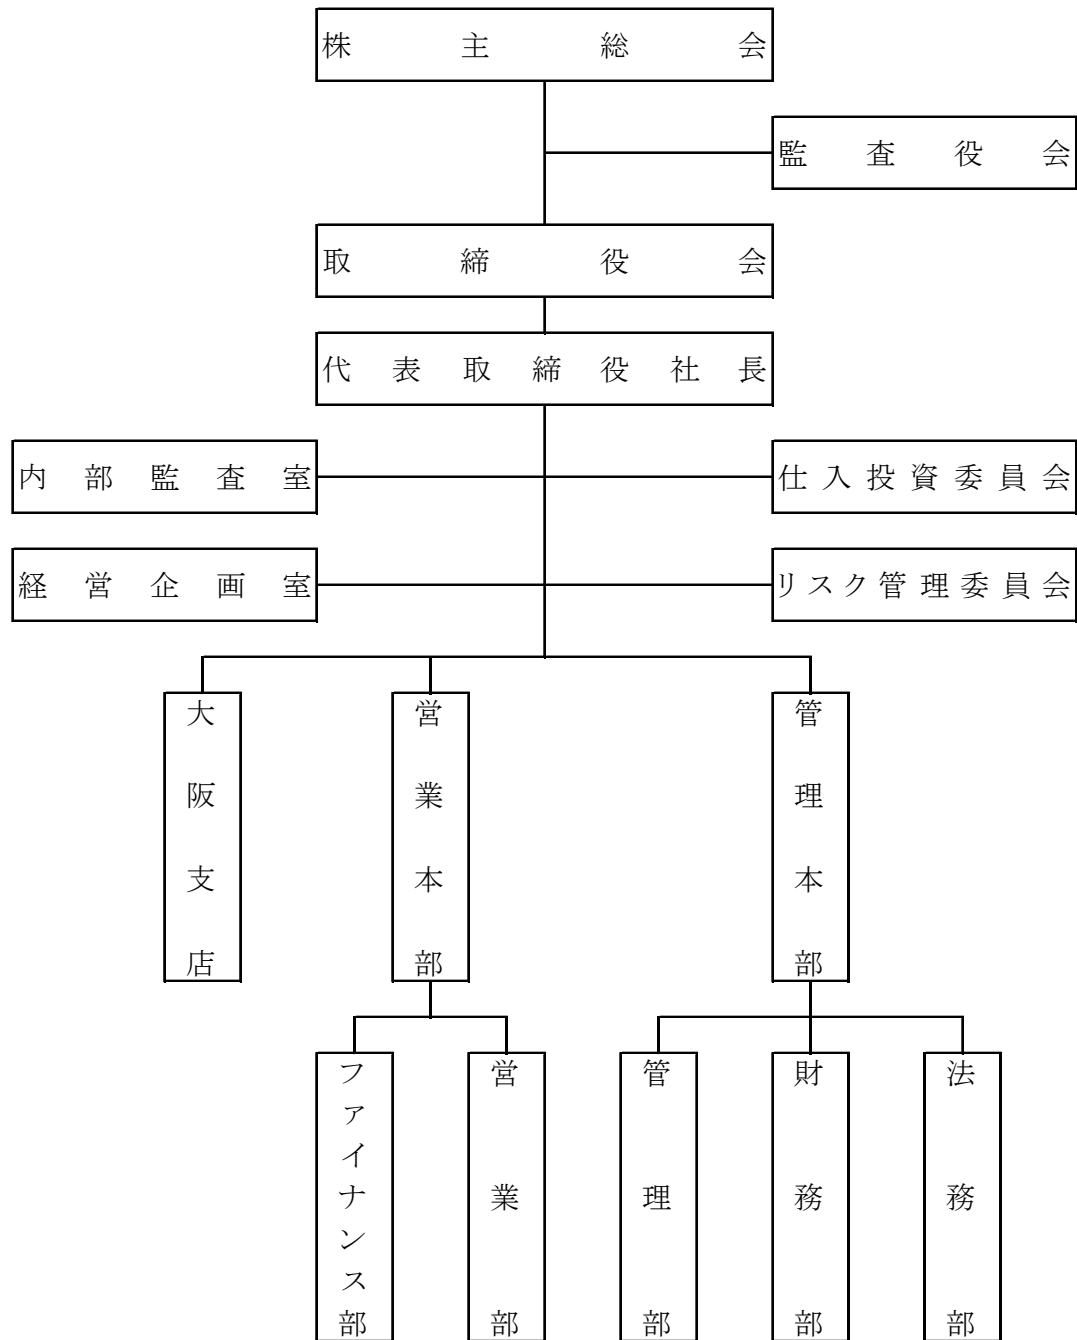 株主総会
監査役会
取締役会
代表取締役社長
内部監査室
仕入投資委員会
経営企画室
リスク管理委員会
大阪支店
営業本部
管理本部
ファイナンス部
営業部
管理部
財務部
法務部